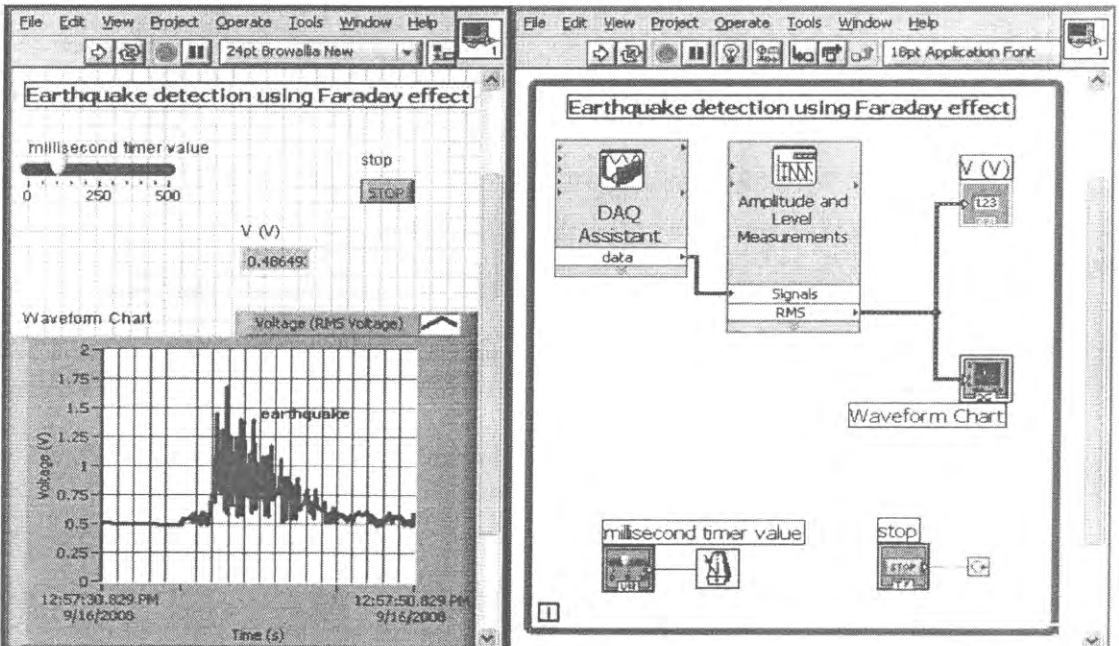 File Edit View Project Operate Tools Window Help
24pt Browallia New
1
Earthquake detection using Faraday effect
millisecond timer value
0 250 500
stop
STOP
V (V)
Waveform Chart
Voltage (RMS Voltage)
2
1.75
1.5
1.25
1
0.75
0.5
0.25
0
Voltage (V)
earthquake
12:57:30.829 PM
9/16/2008
12:57:50.829 PM
9/16/2008
Time (s)
File Edit View Project Operate Tools Window Help
18pt Application Font
1
Earthquake detection using Faraday effect
DAQ
Assistant
data
Amplitude and
Level
Measurements
Signals
RMS
V (V)
123
Waveform Chart
millisecond timer value
stop
STOP
TF
i